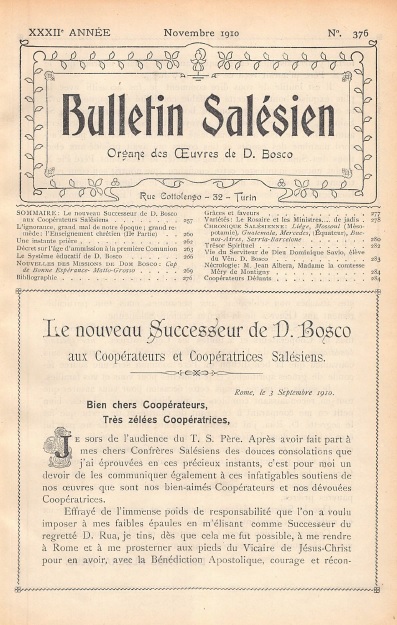 XXXIIe ANNÉE Novembre 1910 No. 376
Bulletin Salésien
Organe des Œuvres de D. Bosco
Rue Cottolengo - 32 - Turin
SOMMAIRE: Le nouveau Successeur de D. Bosco
aux Coopérateurs Salésiens 257
L'ignorance, grand mal de notre époque; grand re-
mède: l'Enseignement chrétien (De Partie) 260
Une instante prière 262
Décret sur l'âge d'admission à la première Comunion 263
Le Système éducatif de D. Bosco 266
NOUVELLES DES MISSIONS DE DOM BOSCO: Cap
de Bonne Espérance - Matto-Grosso 269
Bibliographie 276
Grâces et faveurs 277
Variétés: Le Rosaire et les Ministres.... de jadis 278
CHRONIQUE SALÉSIENNE: Liége, Mossoul (Méso-
potamie), Guatemala, Mercedes, (Équateur), Bue-
nos-Aires, Sarria-Barcelone 280
Trésor Spirituel 282
Vie du Serviteur de Dieu Dominique Savio, élève
du Vén. D. Bosco 283
Nécrologie: M. Jean Albera, Madame la comtesse
Méry de Montigny 284
Coopérateurs Défunts 284
Le nouveau Successeur de D. Bosco
aux Coopérateurs et Coopératrices Salésiens.
Rome, le 3 Septembre 1910.
Bien chers Coopérateurs,
Très zélées Coopératrices,
JE sors de l'audience du T. S. Père. Après avoir fait part à
mes chers Confrères Salésiens des douces consolations que
j'ai éprouvées en ces précieux instants, c'est pour moi un
devoir de les communiquer également à ces infatigables soutiens de
nos œuvres que sont nos bien-aimés Coopérateurs et nos dévouées
Coopératrices.
Effrayé de l'immense poids de responsabilité que l'on a voulu
imposer à mes faibles épaules en m'élisant comme Successeur du
regretté D. Rua, je tins, dès que cela me fut possible, à me rendre
à Rome et à me prosterner aux pieds du Vicaire de Jésus-Christ
pour en avoir, avec la Bénédiction Apostolique, courage et récon-